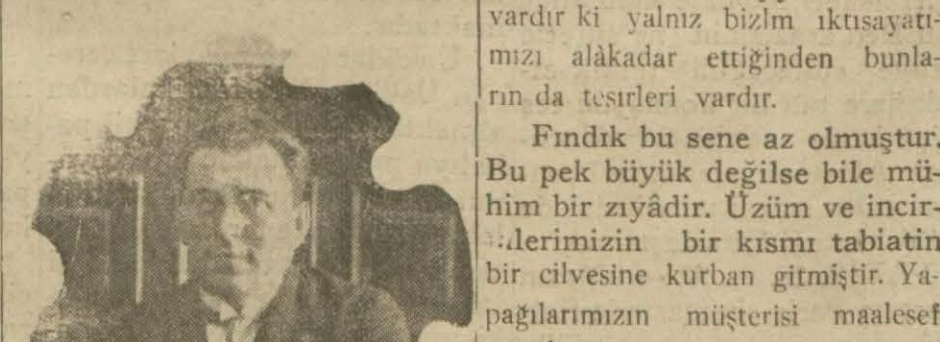 vardır ki yalnız bizim ıktısayatı-
mızı alâkadar ettiğinden bunla-
rın da tesırleri vardır.
Fındık bu sene az olmuştur.
Bu pek büyük değilse bile mü-
him bir zıyâdir. Üzüm ve incir-
lerimizin bir kısmı tabiatin
bir cilvesine kurban gitmiştir. Ya-
pağılarımızın müşterisi maalesef